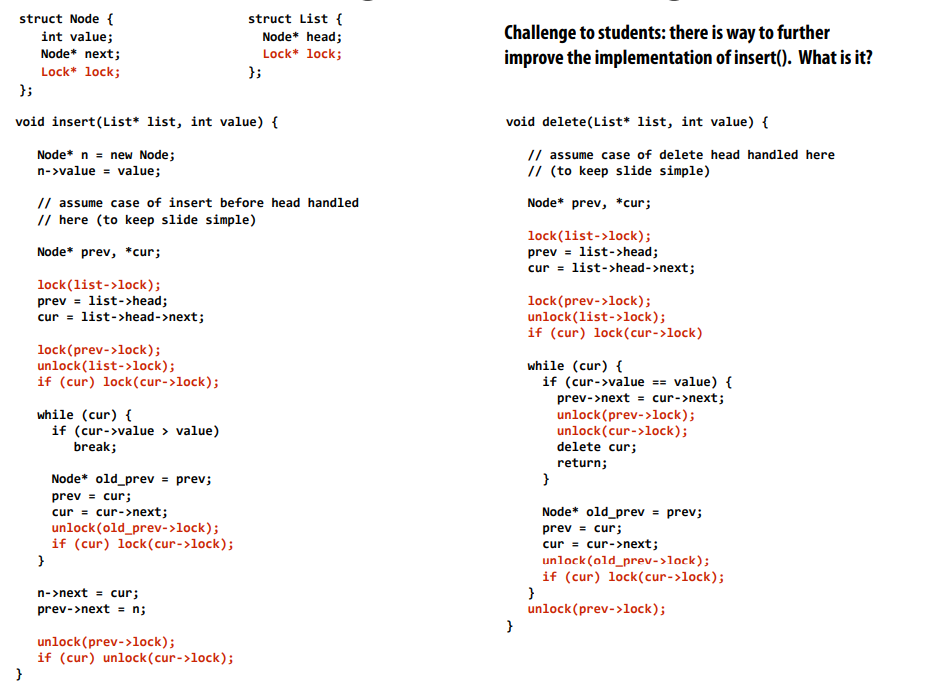 struct Node {
   int value;
   Node* next;
   Lock* lock;
};
struct List {
  Node* head;
  Lock* lock;
};
Challenge to students: there is way to further
improve the implementation of insert().  What is it?
void insert(List* list, int value) {
   Node* n = new Node;
   n->value = value;
   // assume case of insert before head handled
   // here (to keep slide simple)
   Node* prev, *cur;
   lock(list->lock);
   prev = list->head;
   cur = list->head->next;
   lock(prev->lock);
   unlock(list->lock);
   if (cur) lock(cur->lock);
   while (cur) {
     if (cur->value > value)
        break;
     Node* old_prev = prev;
     prev = cur;
     cur = cur->next;
     unlock(old_prev->lock);
     if (cur) lock(cur->lock);
   }
   n->next = cur;
   prev->next = n;
   unlock(prev->lock);
   if (cur) unlock(cur->lock);
}
void delete(List* list, int value) {
   // assume case of delete head handled here
   // (to keep slide simple)
   Node* prev, *cur;
   lock(list->lock);
   prev = list->head;
   cur = list->head->next;
   lock(prev->lock);
   unlock(list->lock);
   if (cur) lock(cur->lock)
   while (cur) {
     if (cur->value == value) {
       prev->next = cur->next;
       unlock(prev->lock);
       unlock(cur->lock);
       delete cur;
       return;
     }
     Node* old_prev = prev;
     prev = cur;
     cur = cur->next;
     unlock(old_prev->lock);
     if (cur) lock(cur->lock);
   }
   unlock(prev->lock);
}